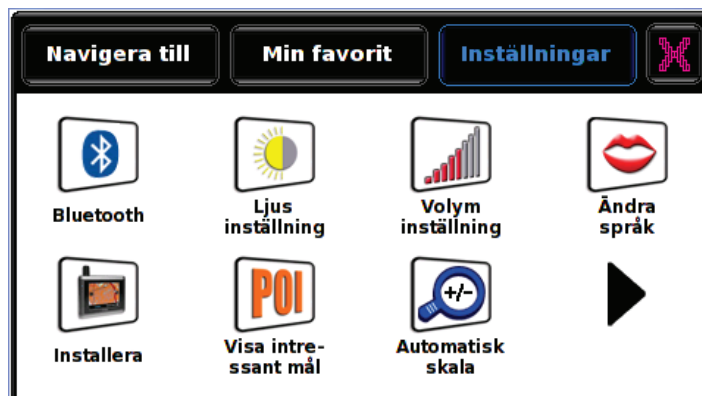 Navigera till
Min favorit
Inställningar
Bluetooth
Ljus
inställning
Volym
inställning
Ändra
språk
Installera
POI
Visa intre-
ssant mål
+/-
Automatisk
skala